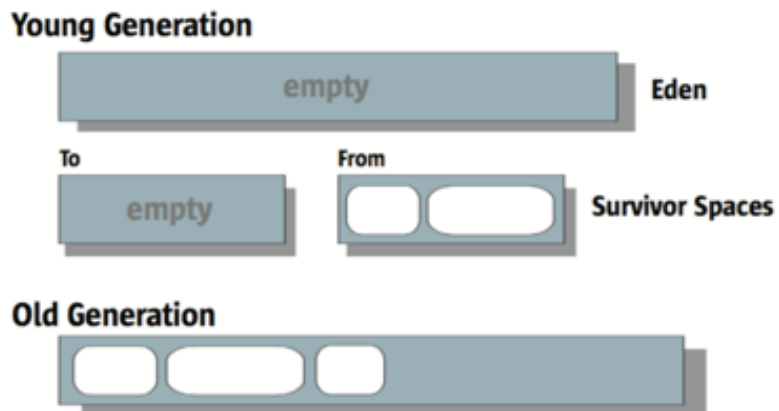 Young Generation
empty
Eden
To
From
empty
Survivor Spaces
Old Generation